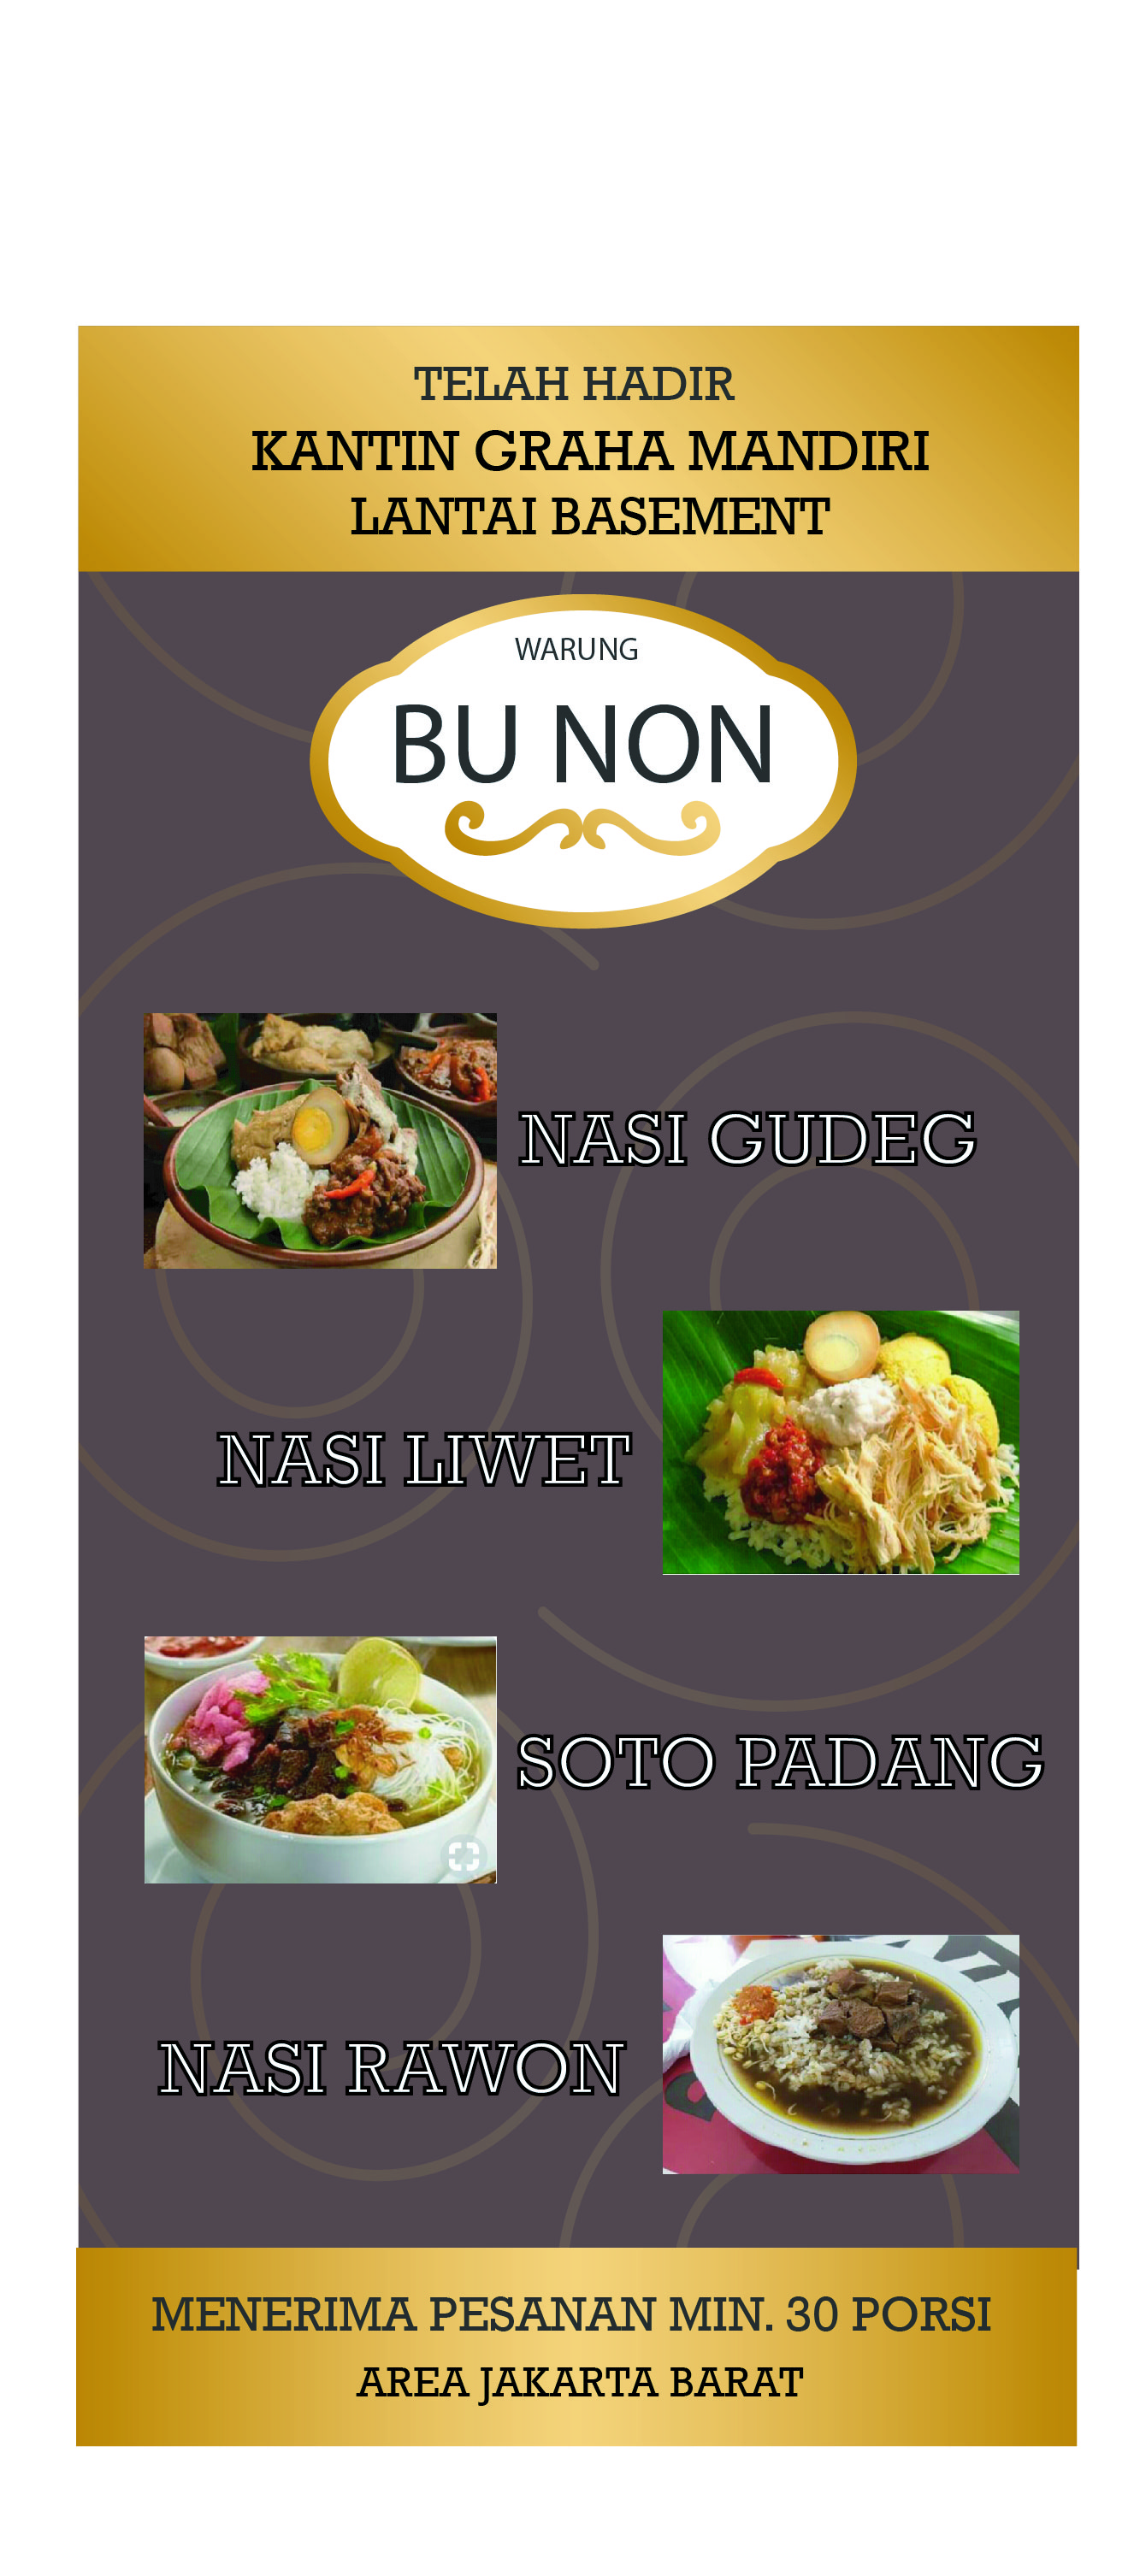 TELAH HADIR
KANTIN GRAHA MANDIRI
LANTAI BASEMENT
WARUNG
BU NON
NASI GUDEG
NASI LIWET
SOTO PADANG
NASI RAWON
MENERIMA PESANAN MIN. 30 PORSI
AREA JAKARTA BARAT